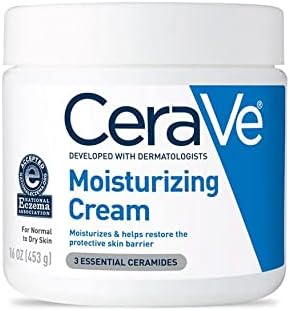 CeraVe®
DEVELOPED WITH DERMATOLOGISTS
ACCEPTED
e
NATIONAL
Eczema
ASSOCIATION
Moisturizing
Cream
For Normal
to Dry Skin
Moisturizes & helps restore the
protective skin barrier
16 OZ (453 g)
3 ESSENTIAL CERAMIDES